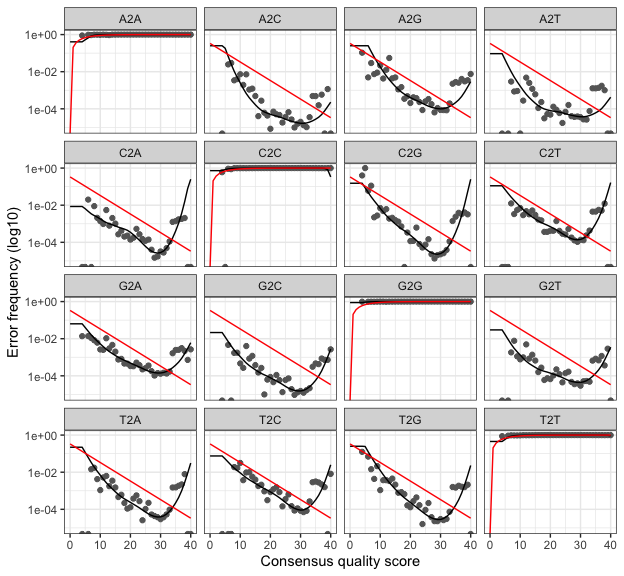 A2A A2C A2G A2T
1e+00
1e-02
1e-04
C2A C2C C2G C2T
1e+00
1e-02
1e-04
G2A G2C G2G G2T
1e+00
1e-02
1e-04
T2A T2C T2G T2T
1e+00
1e-02
1e-04
0 10 20 30 40 0 10 20 30 40 0 10 20 30 40 0 10 20 30 40
Consensus quality score
Error frequency (log10)